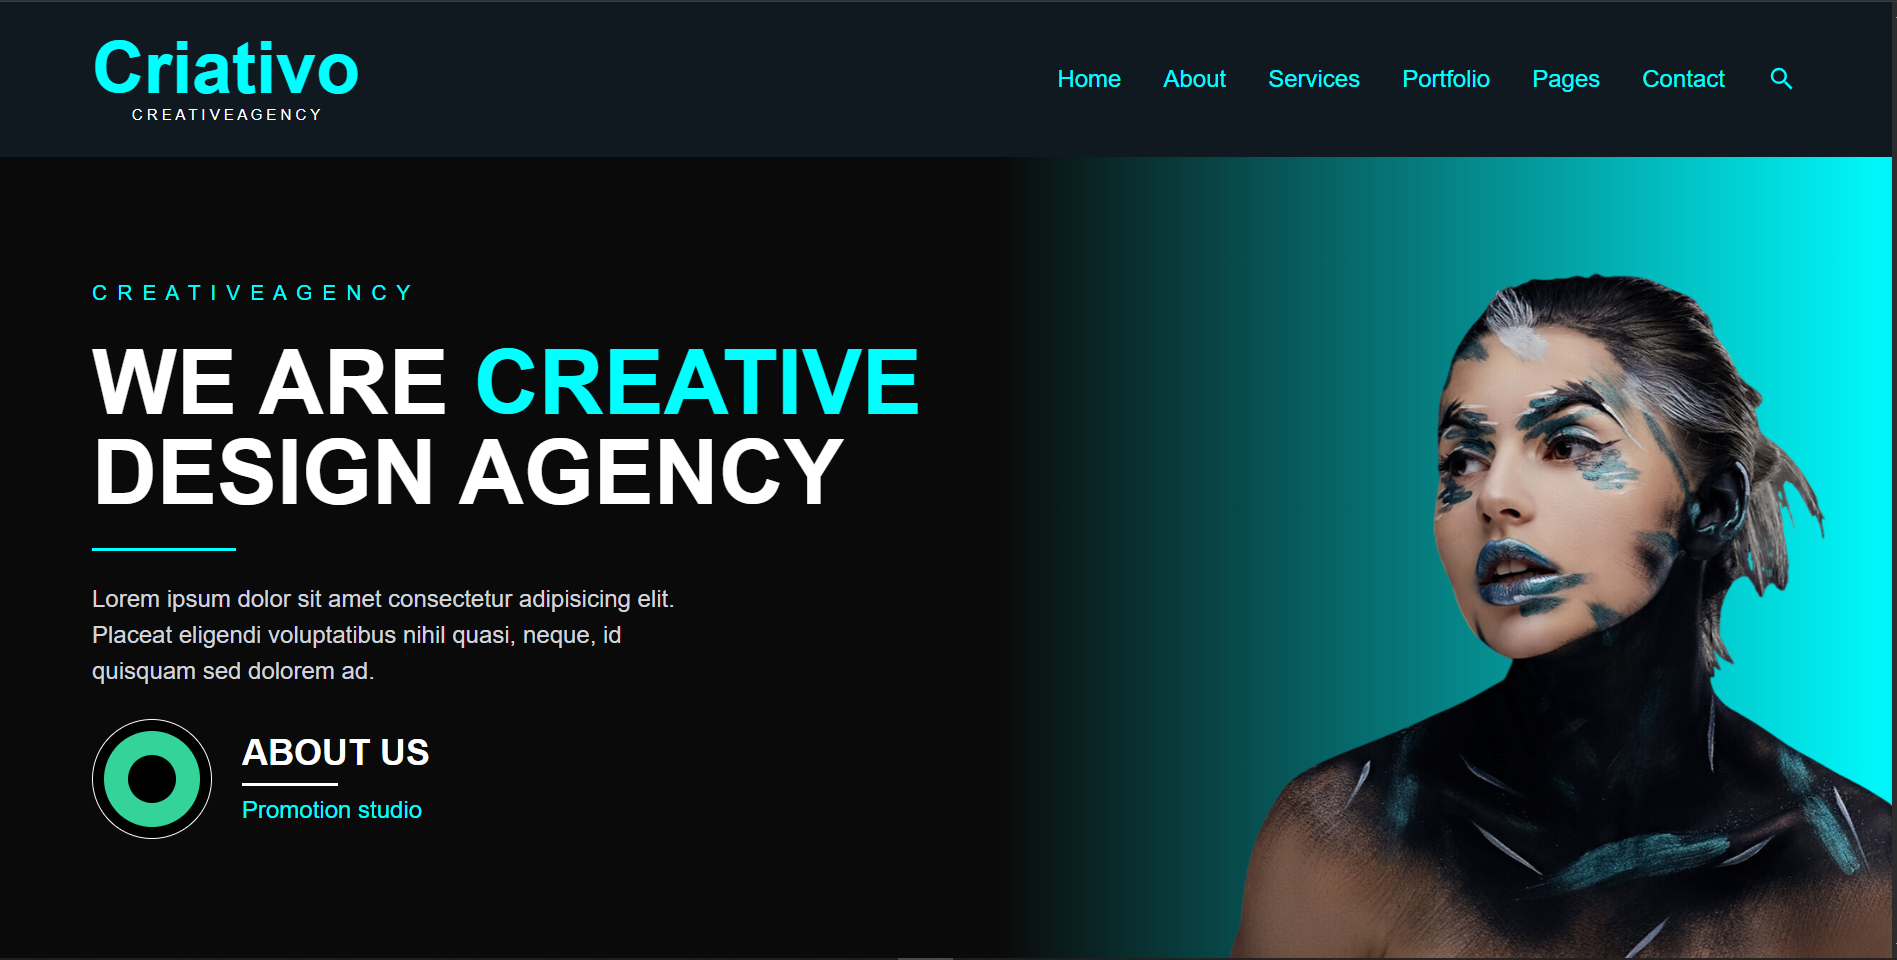 Criativo
CREATIVEAGENCY
Home About Services Portfolio Pages Contact
CREATIVEAGENCY
WE ARE CREATIVE
DESIGN AGENCY
Lorem ipsum dolor sit amet consectetur adipisicing elit.
Placeat eligendi voluptatibus nihil quasi, neque, id
quisquam sed dolorem ad.
ABOUT US
Promotion studio